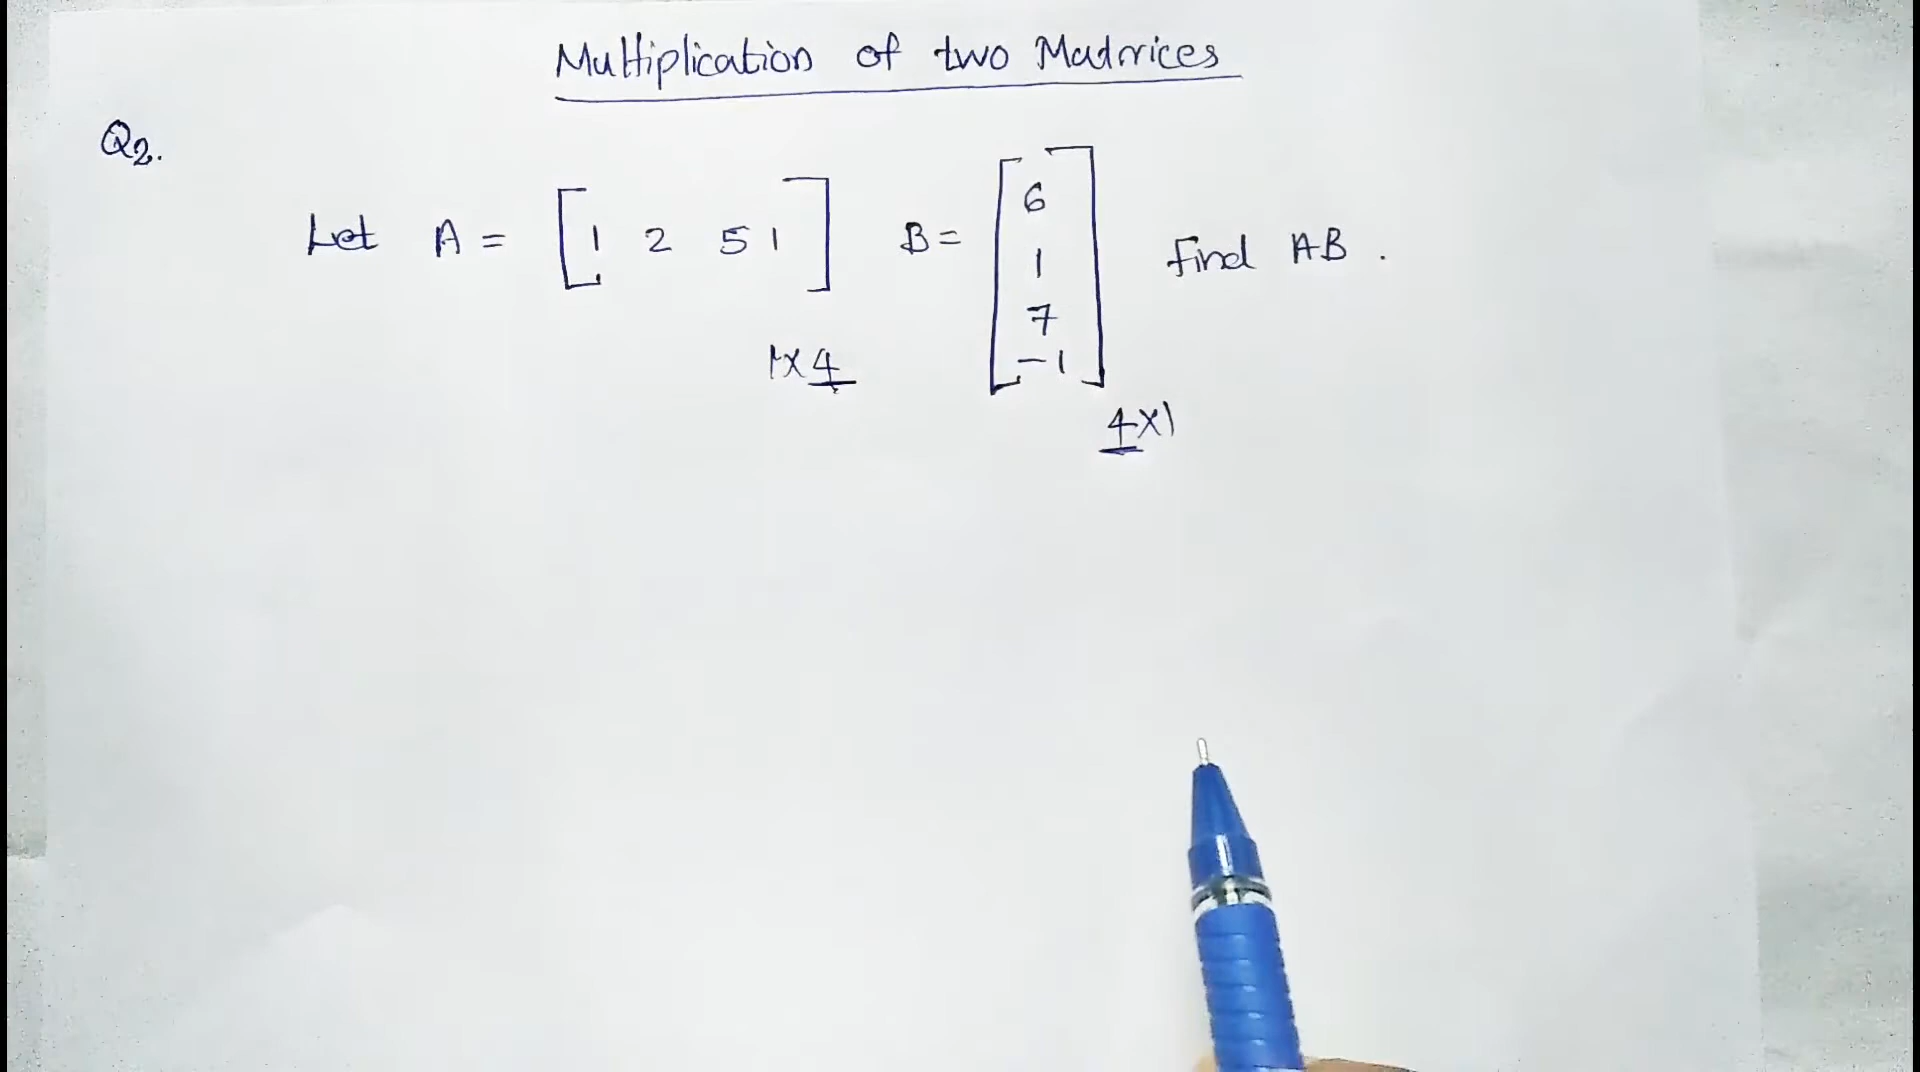 Multiplication of two Matrices
Q2.
Let A = [1 2 5 1] B = [6 1 7 -1] Find AB.
1×4
4×1